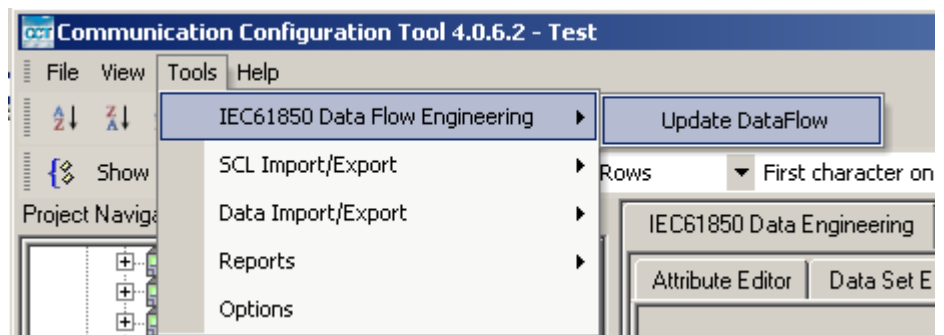 CCT Communication Configuration Tool 4.0.6.2 - Test
File View Tools Help
IEC61850 Data Flow Engineering
Update DataFlow
Show
SCL Import/Export
Rows
First character on
Project
Data Import/Export
IEC61850 Data Engineering
Reports
Attribute Editor
Data Set E
Options